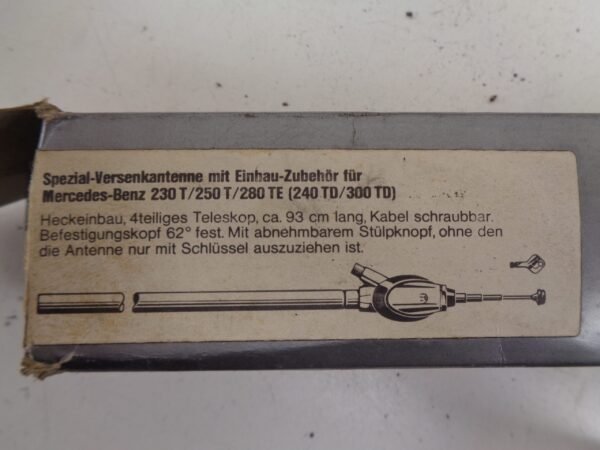 Spezial-Versenkantenne mit Einbau-Zubehör für
Mercedes-Benz 230 T/250 T/280 TE (240 TD/300 TD)
Heckeinbau, 4teiliges Teleskop, ca. 93 cm lang, Kabel schraubbar.
Befestigungskopf 62° fest. Mit abnehmbarem Stülpknopf, ohne den
die Antenne nur mit Schlüssel auszuziehen ist.